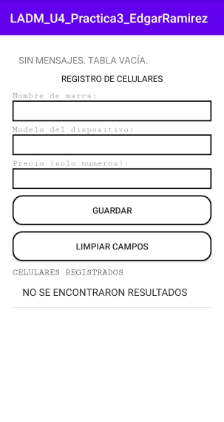 LADM_U4_Practica3_EdgarRamirez
SIN MENSAJES. TABLA VACÍA.
REGISTRO DE CELULARES
Nombre de marca:
Modelo del dispositivo:
Precio (solo numeros):
GUARDAR
LIMPIAR CAMPOS
CELULARES REGISTRADOS
NO SE ENCONTRARON RESULTADOS